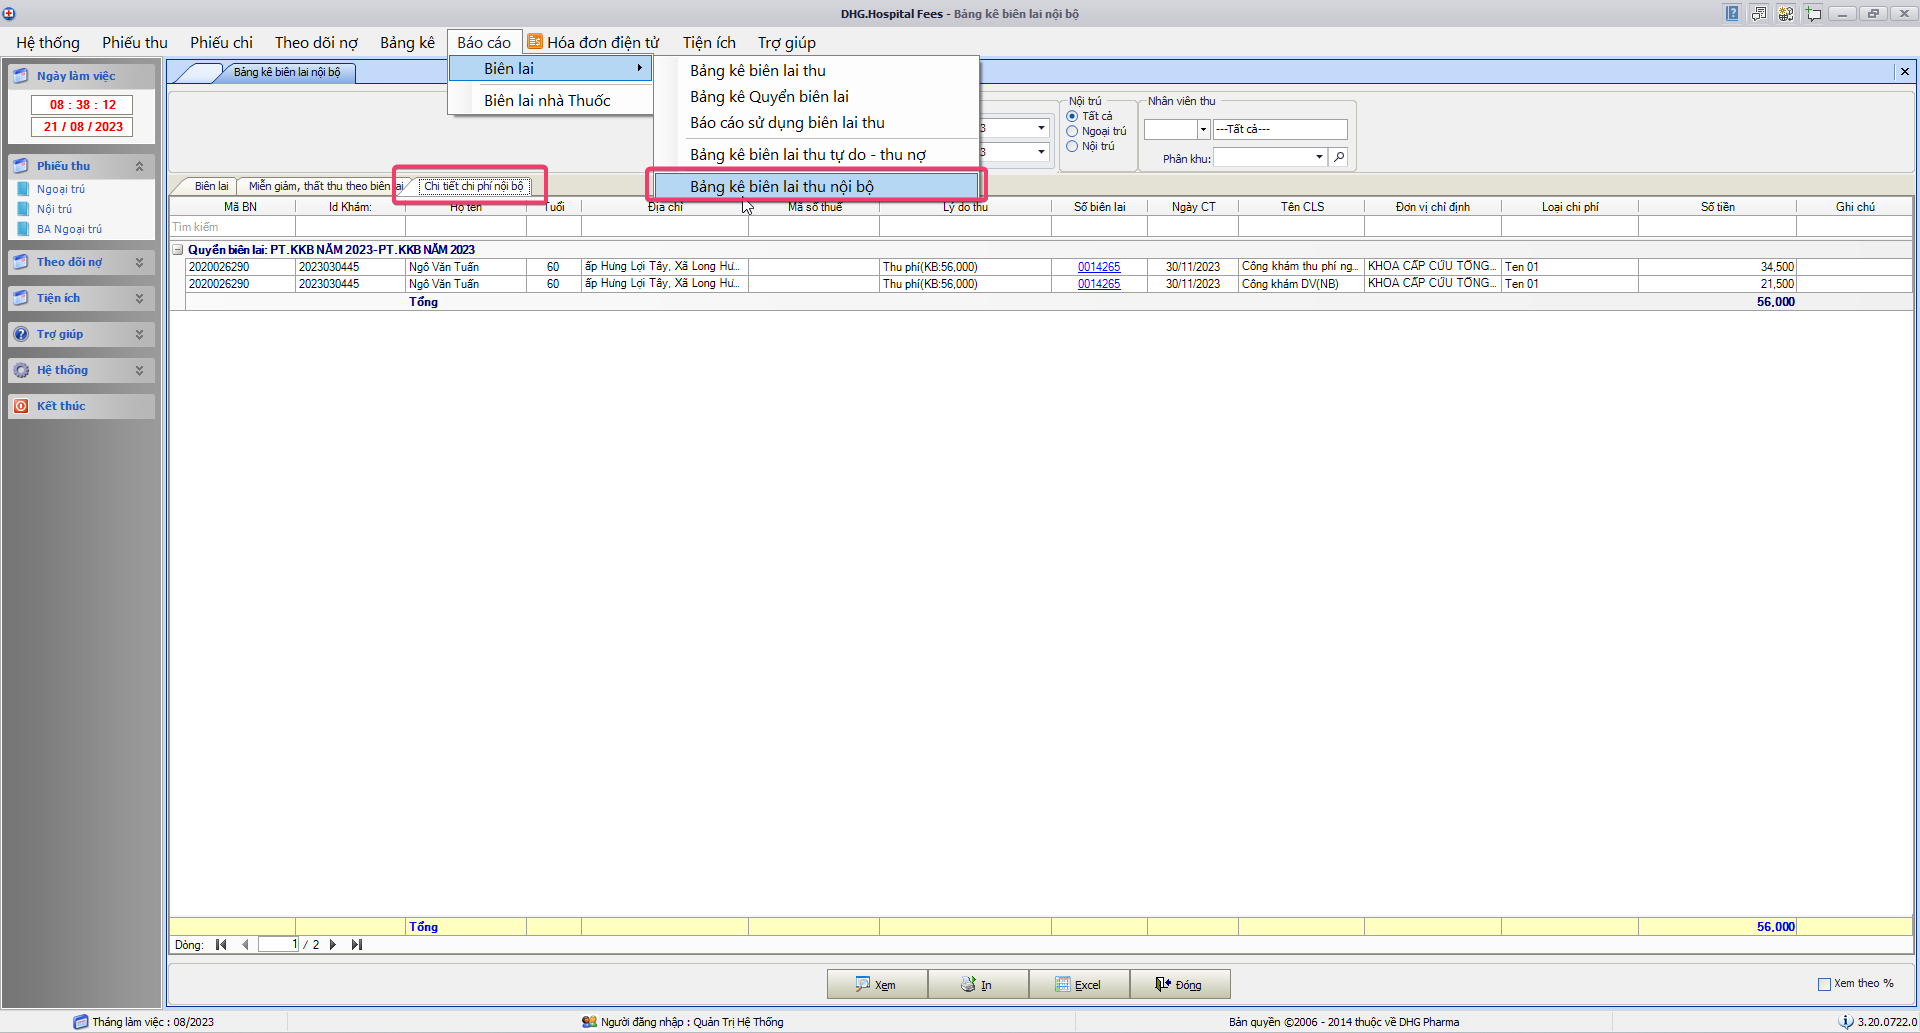 DHG.Hospital Fees - Bảng kê biên lai nội bộ
Hệ thống Phiếu thu Phiếu chi Theo dõi nợ Bảng kê Báo cáo Hóa đơn điện tử Tiện ích Trợ giúp
Ngày làm việc
08 : 38 : 12
21 / 08 / 2023
Phiếu thu
Ngoại trú
Nội trú
BA Ngoại trú
Theo dõi nợ
Tiện ích
Trợ giúp
Hệ thống
Kết thúc
Bảng kê biên lai nội bộ
Biên lai
Biên lai nhà Thuốc
Bảng kê biên lai thu
Bảng kê Quyển biên lai
Báo cáo sử dụng biên lai thu
Bảng kê biên lai thu tự do - thu nợ
Bảng kê biên lai thu nội bộ
3
3
Nội trú
Tất cả
Ngoại trú
Nội trú
Nhân viên thu
---Tất cả---
Phân khu:
Biên lai Miễn giảm, thất thu theo biên lai Chi tiết chi phí nội bộ
Mã BN Id Khám: Họ tên Tuổi Địa chỉ Mã số thuế Lý do thu Số biên lai Ngày CT Tên CLS Đơn vị chỉ định Loại chi phí Số tiền Ghi chú
Tìm kiếm
Quyển biên lai: PT.KKB NĂM 2023-PT.KKB NĂM 2023
2020026290 2023030445 Ngô Văn Tuấn 60 ấp Hưng Lợi Tây, Xã Long Hư... Thu phí(KB:56,000) 0014265 30/11/2023 Công khám thu phí ng... KHOA CẤP CỨU TỔNG... Ten 01 34,500
2020026290 2023030445 Ngô Văn Tuấn 60 ấp Hưng Lợi Tây, Xã Long Hư... Thu phí(KB:56,000) 0014265 30/11/2023 Công khám DV(NB) KHOA CẤP CỨU TỔNG... Ten 01 21,500
Tổng 56,000
Tổng 56,000
Dòng: 1 / 2
Xem In Excel Đóng
Xem theo %
Tháng làm việc : 08/2023 Người đăng nhập : Quản Trị Hệ Thống Bản quyền ©2006 - 2014 thuộc về DHG Pharma 3.20.0722.0